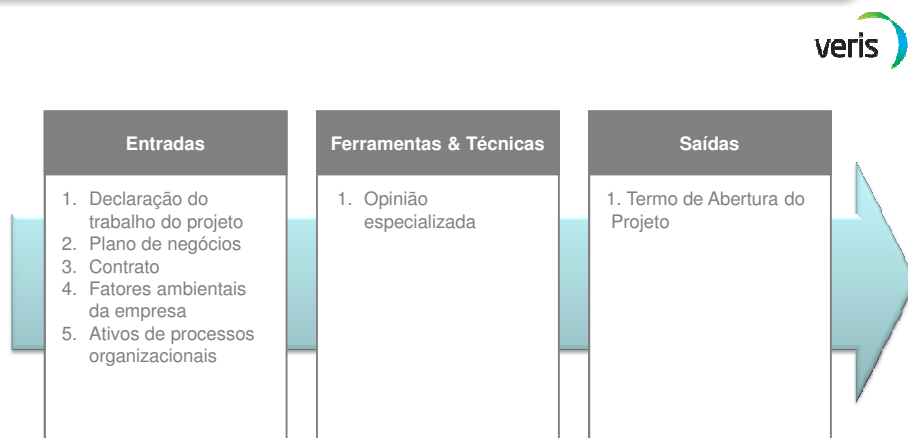 veris
Entradas
1. Declaração do
trabalho do projeto
2. Plano de negócios
3. Contrato
4. Fatores ambientais
da empresa
5. Ativos de processos
organizacionais
Ferramentas & Técnicas
1. Opinião
especializada
Saídas
1. Termo de Abertura do
Projeto